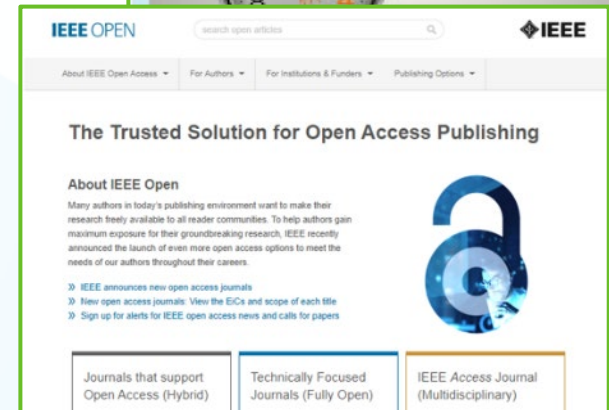 IEEE OPEN
search open articles
IEEE
About IEEE Open Access
For Authors
For Institutions & Funders
Publishing Options
The Trusted Solution for Open Access Publishing
About IEEE Open
Many authors in today's publishing environment want to make their
research freely available to all reader communities. To help authors gain
maximum exposure for their groundbreaking research, IEEE recently
announced the launch of even more open access options to meet the
needs of our authors throughout their careers.
» IEEE announces new open access journals
» New open access journals: View the EiCs and scope of each title
» Sign up for alerts for IEEE open access news and calls for papers
Journals that support
Open Access (Hybrid)
Technically Focused
Journals (Fully Open)
IEEE Access Journal
(Multidisciplinary)